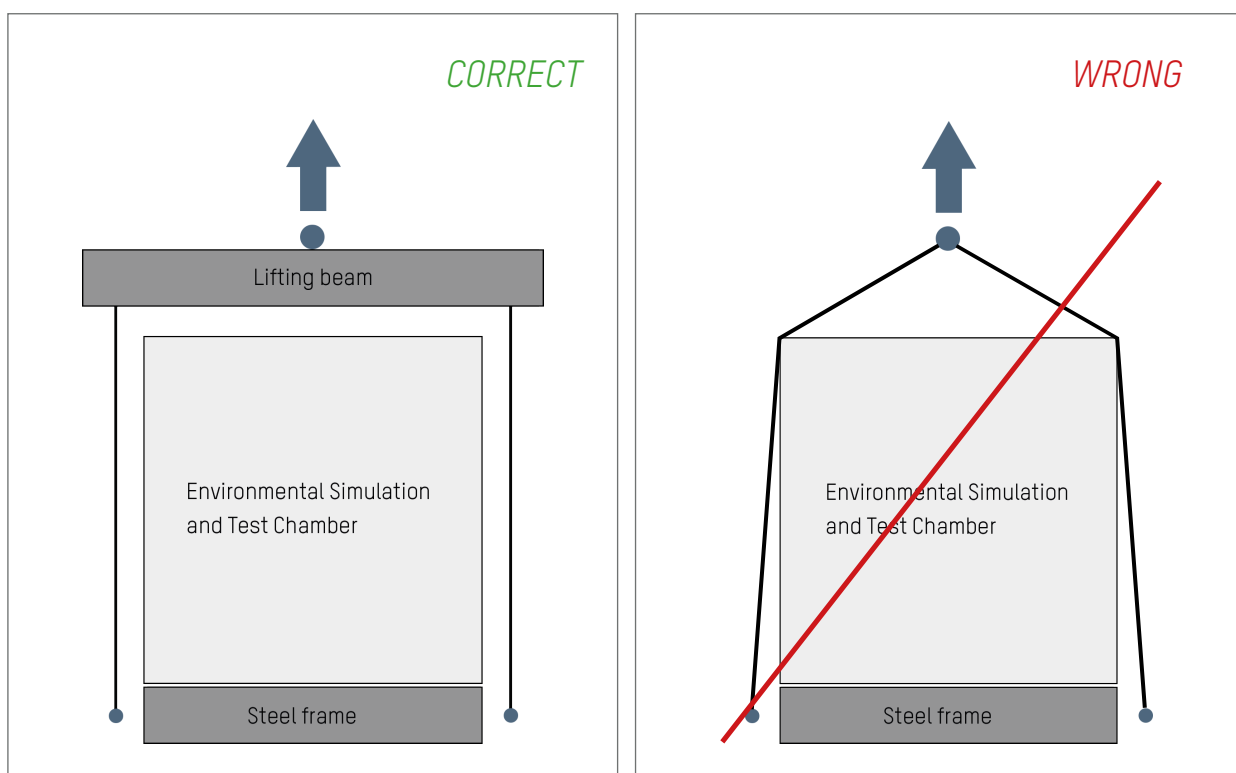 CORRECT
Lifting beam
Environmental Simulation
and Test Chamber
Steel frame
WRONG
Environmental Simulation
and Test Chamber
Steel frame